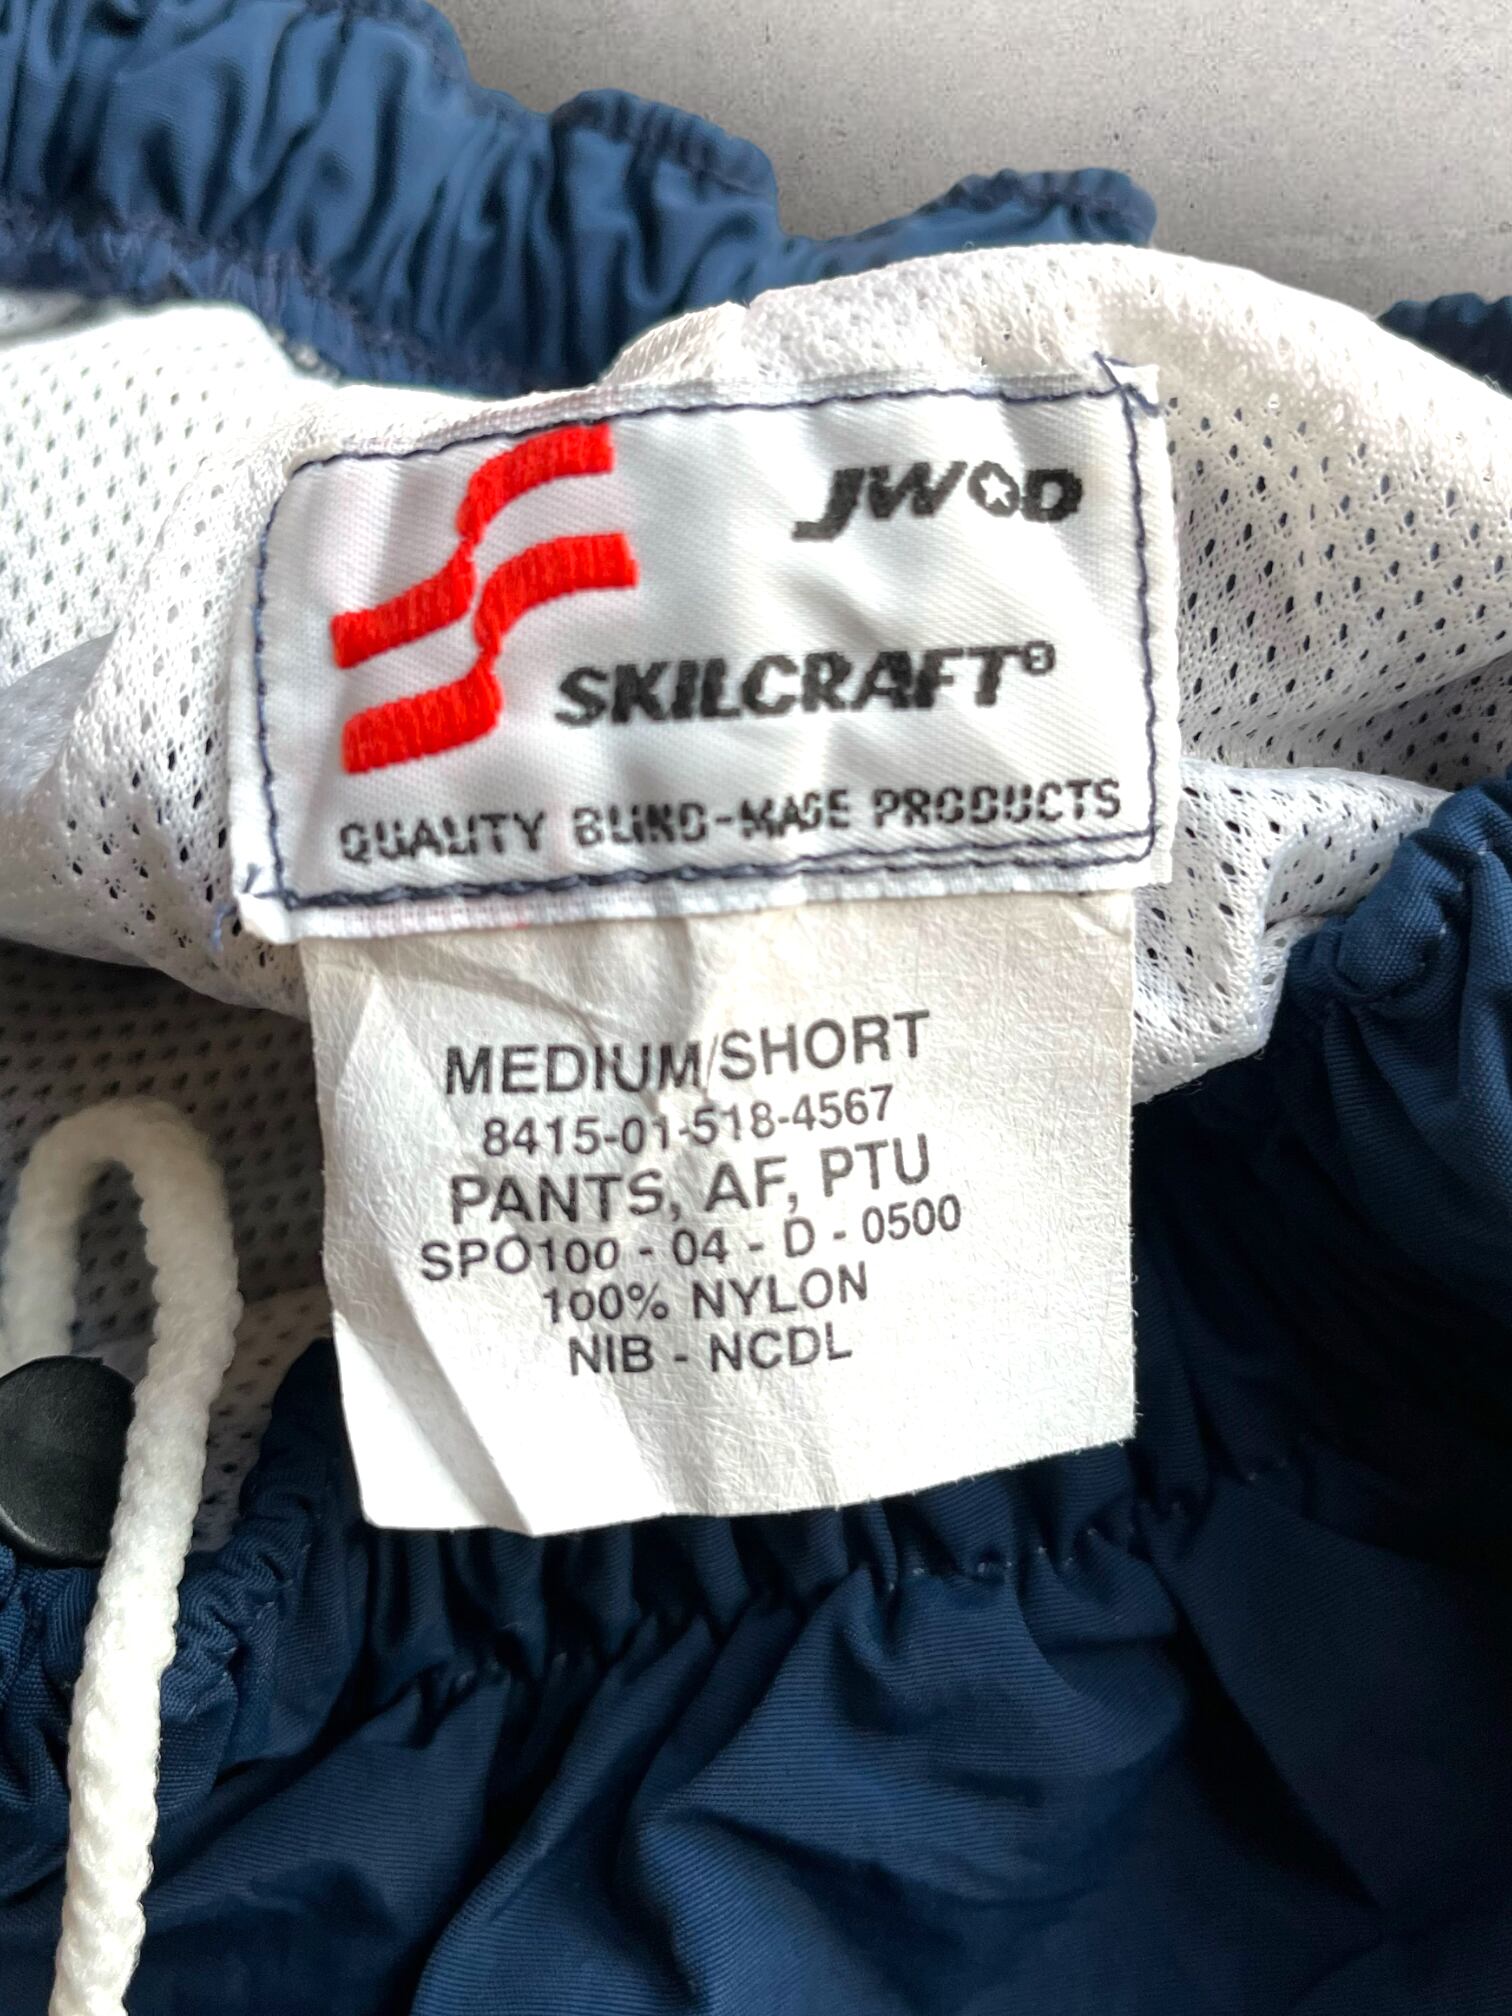 JWOD
SKILCRAFT®
QUALITY BLIND-MADE PRODUCTS
MEDIUM/SHORT
8415-01-518-4567
PANTS, AF, PTU
SPO100 - 04 - D - 0500
100% NYLON
NIB - NCDL